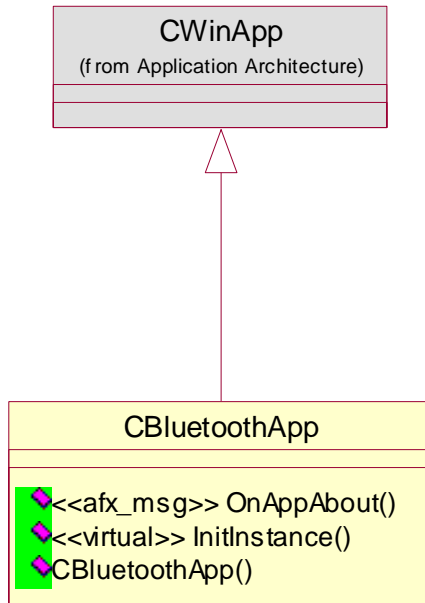 CWinApp
(from Application Architecture)
CBluetoothApp
<<afx_msg>> OnAppAbout()
<<virtual>> InitInstance()
CBluetoothApp()